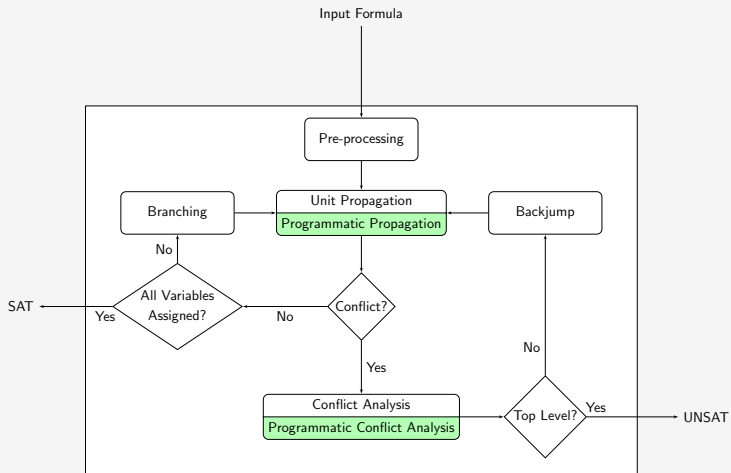 Input Formula
Pre-processing
Unit Propagation
Programmatic Propagation
Branching
Backjump
No
All Variables
Assigned?
SAT
Yes
Conflict?
No
Yes
No
Conflict Analysis
Programmatic Conflict Analysis
Top Level?
Yes
UNSAT